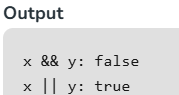 Output
x && y: false
x || y: true